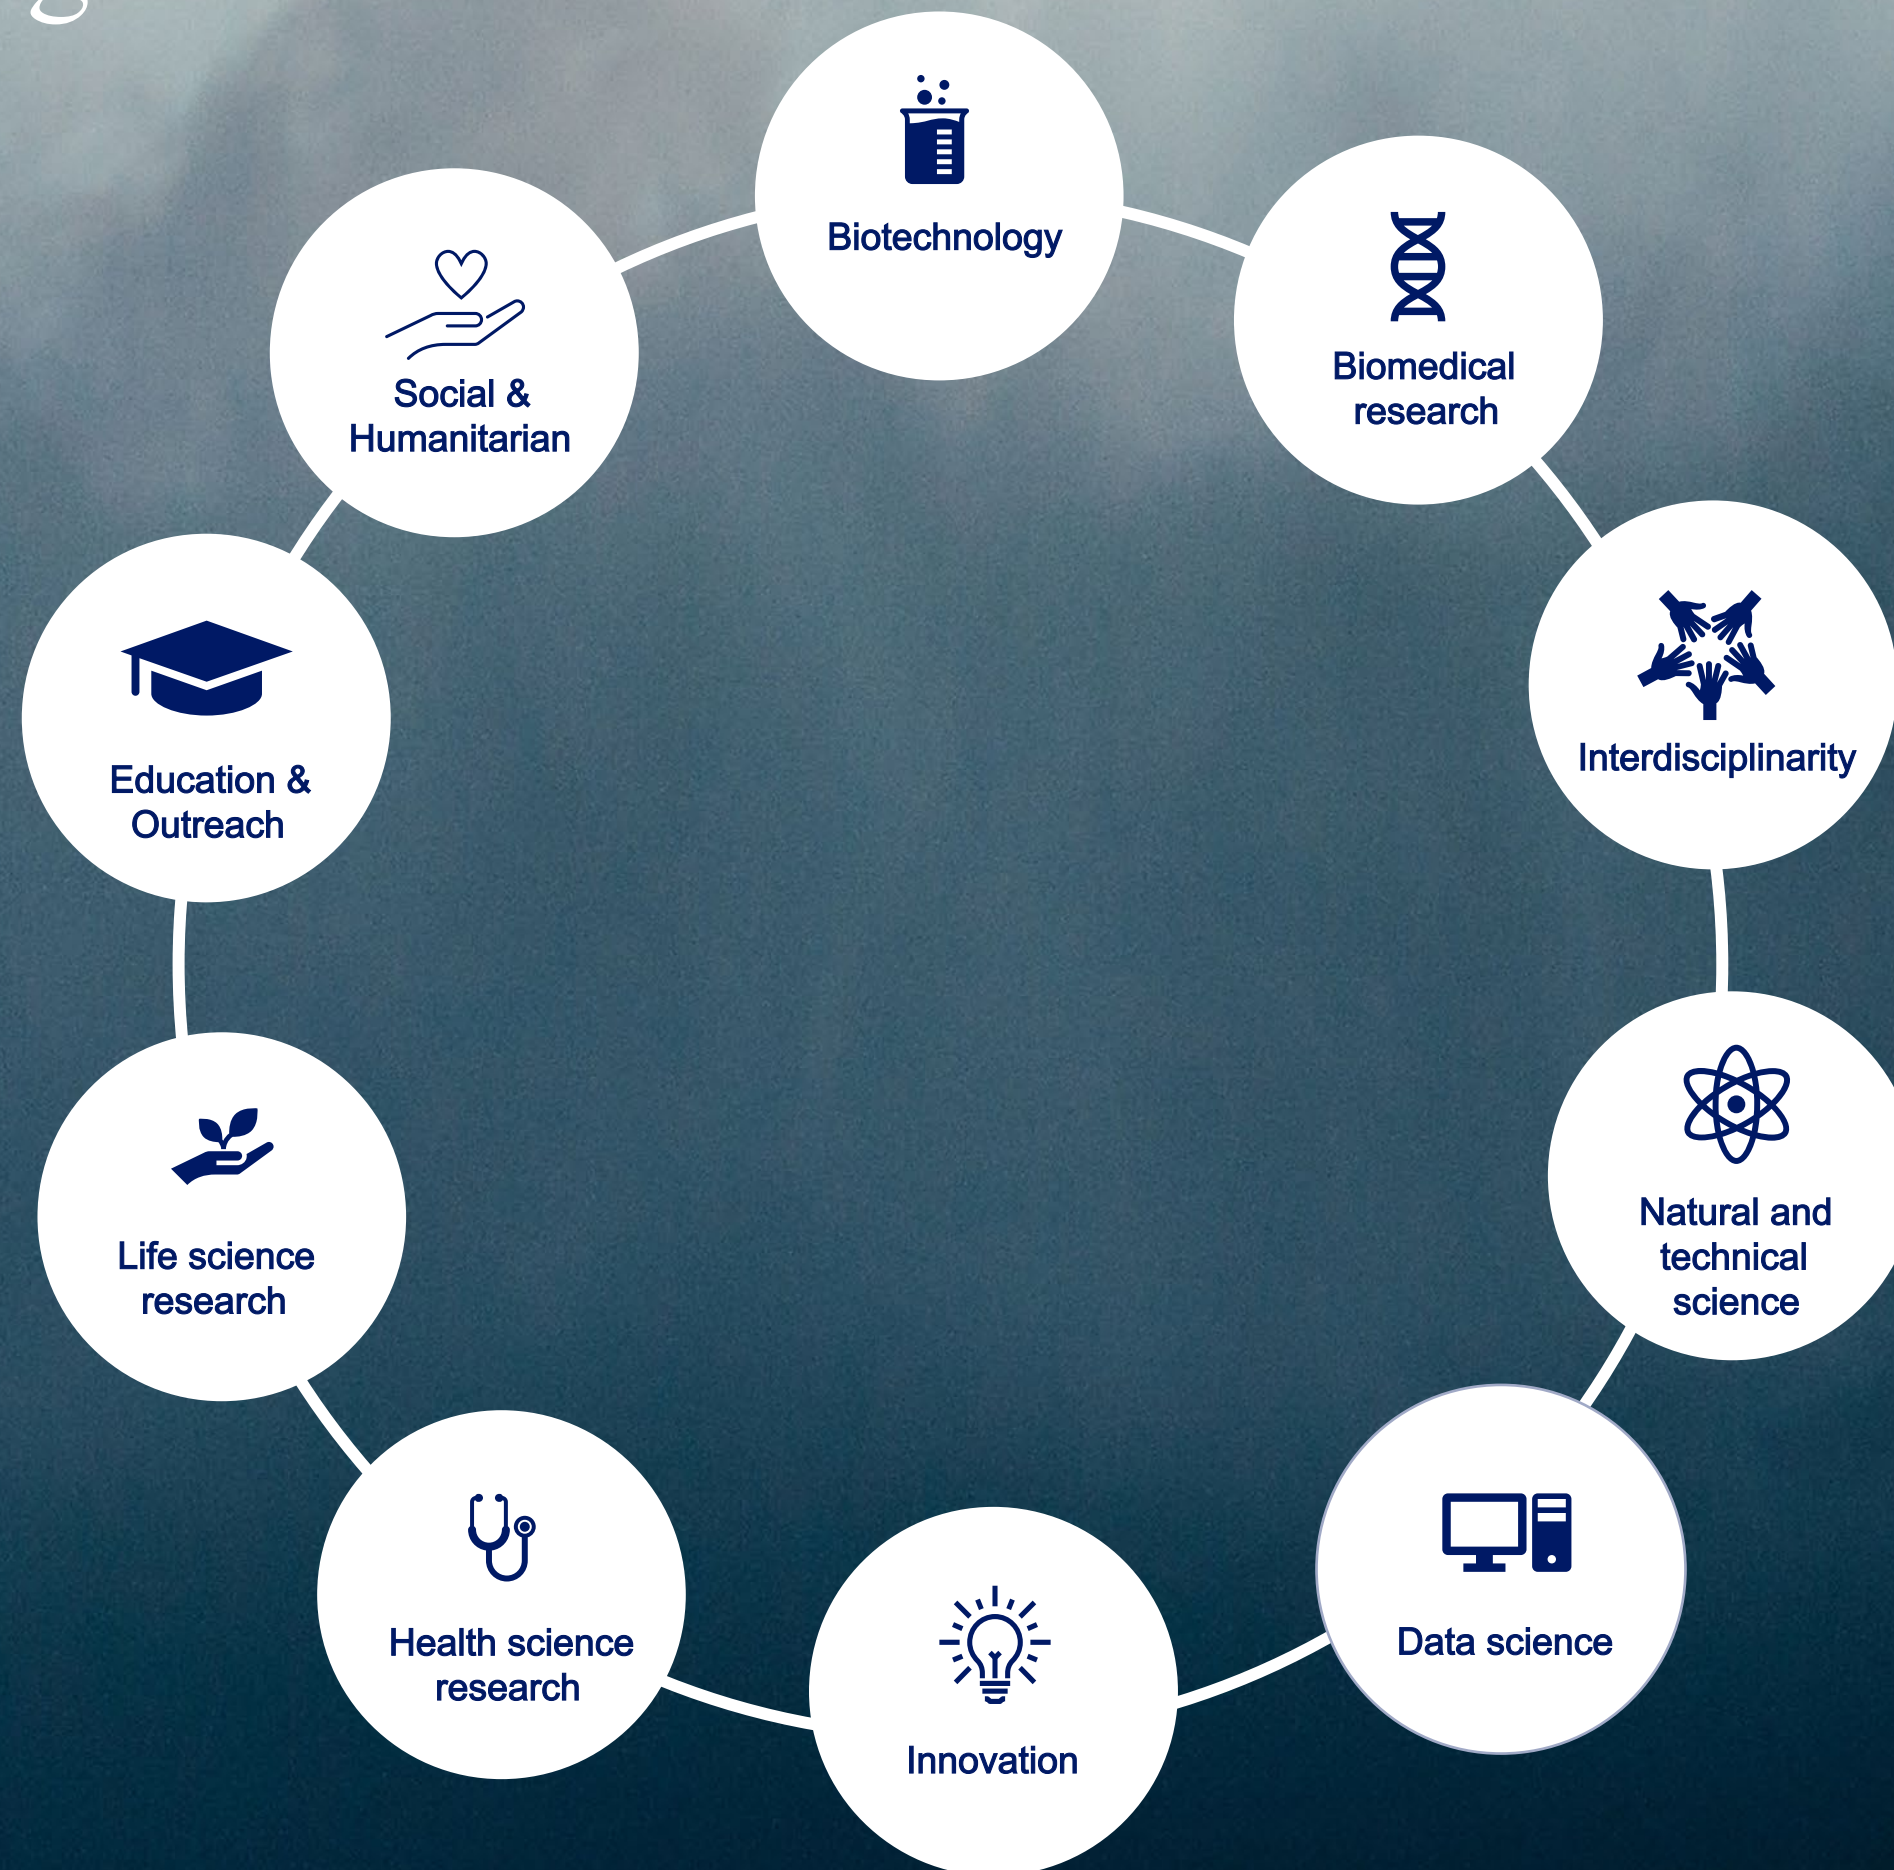 Biotechnology
Biomedical
research
Interdisciplinarity
Natural and
technical
science
Data science
Innovation
Health science
research
Life science
research
Education &
Outreach
Social &
Humanitarian